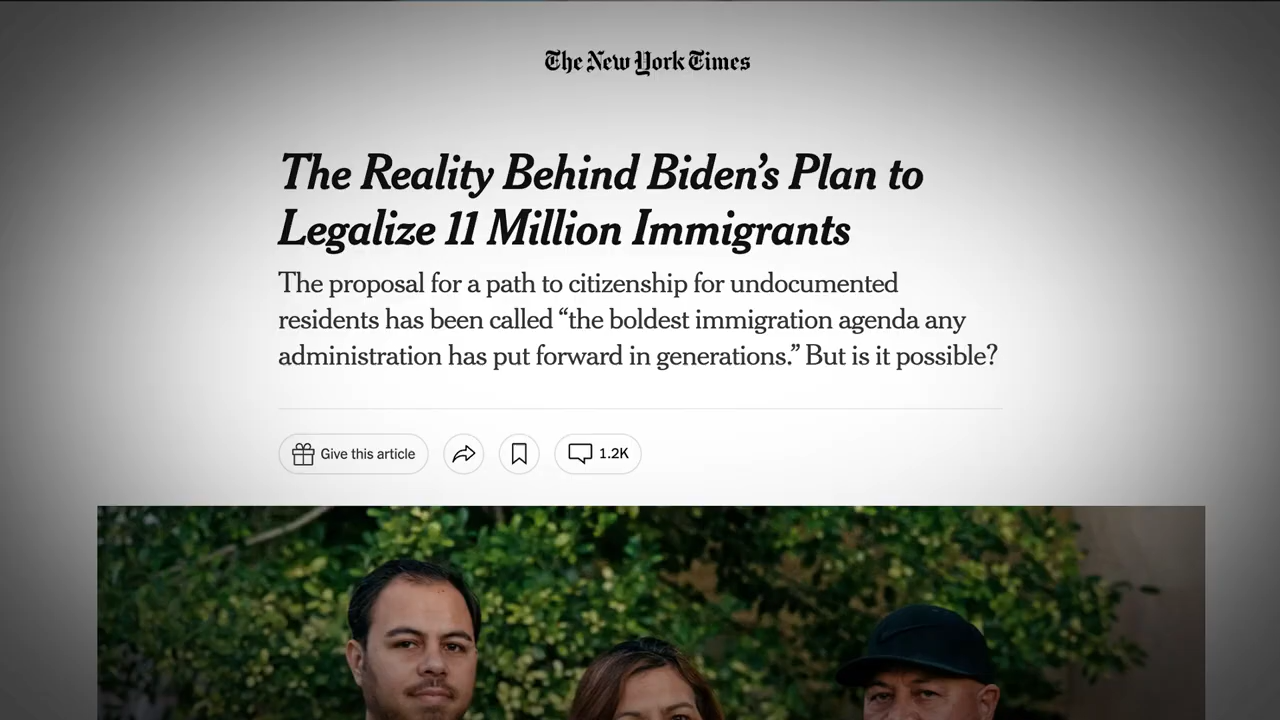 The New York Times
The Reality Behind Biden’s Plan to
Legalize 11 Million Immigrants
The proposal for a path to citizenship for undocumented
residents has been called “the boldest immigration agenda any
administration has put forward in generations.” But is it possible?
Give this article
1.2K